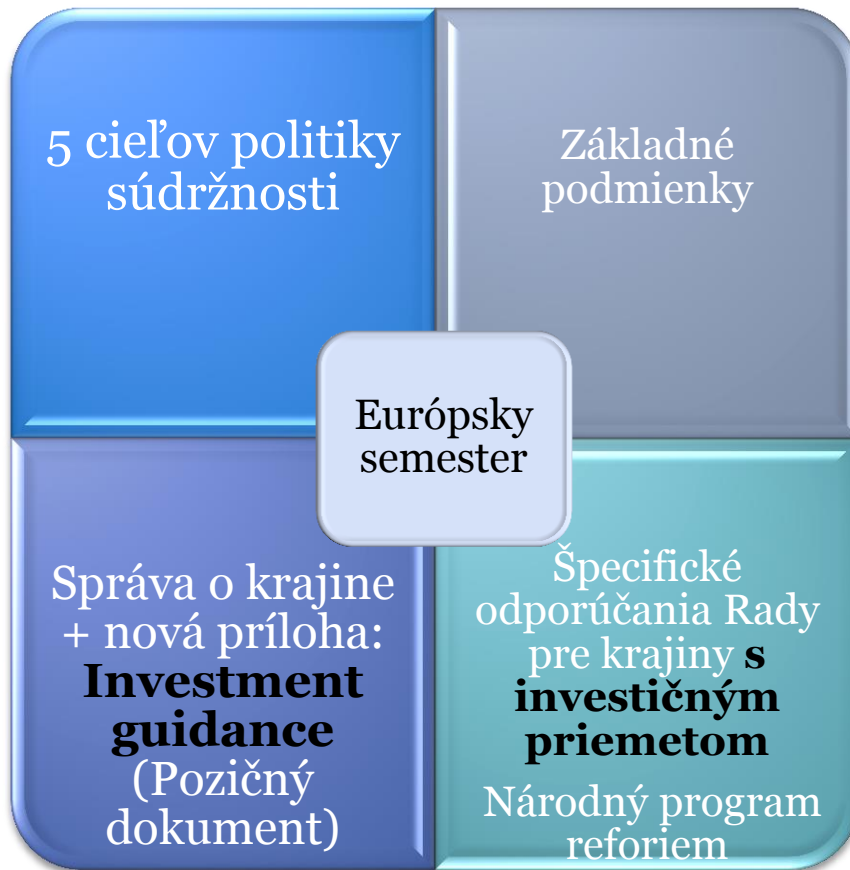 5 cieľov politiky
súdržnosti
Základné
podmienky
Európsky
semester
Správa o krajine
+ nová príloha:
Investment
guidance
(Pozičný
dokument)
Špecifické
odporúčania Rady
pre krajiny s
investičným
priemetom
Národný program
reforiem